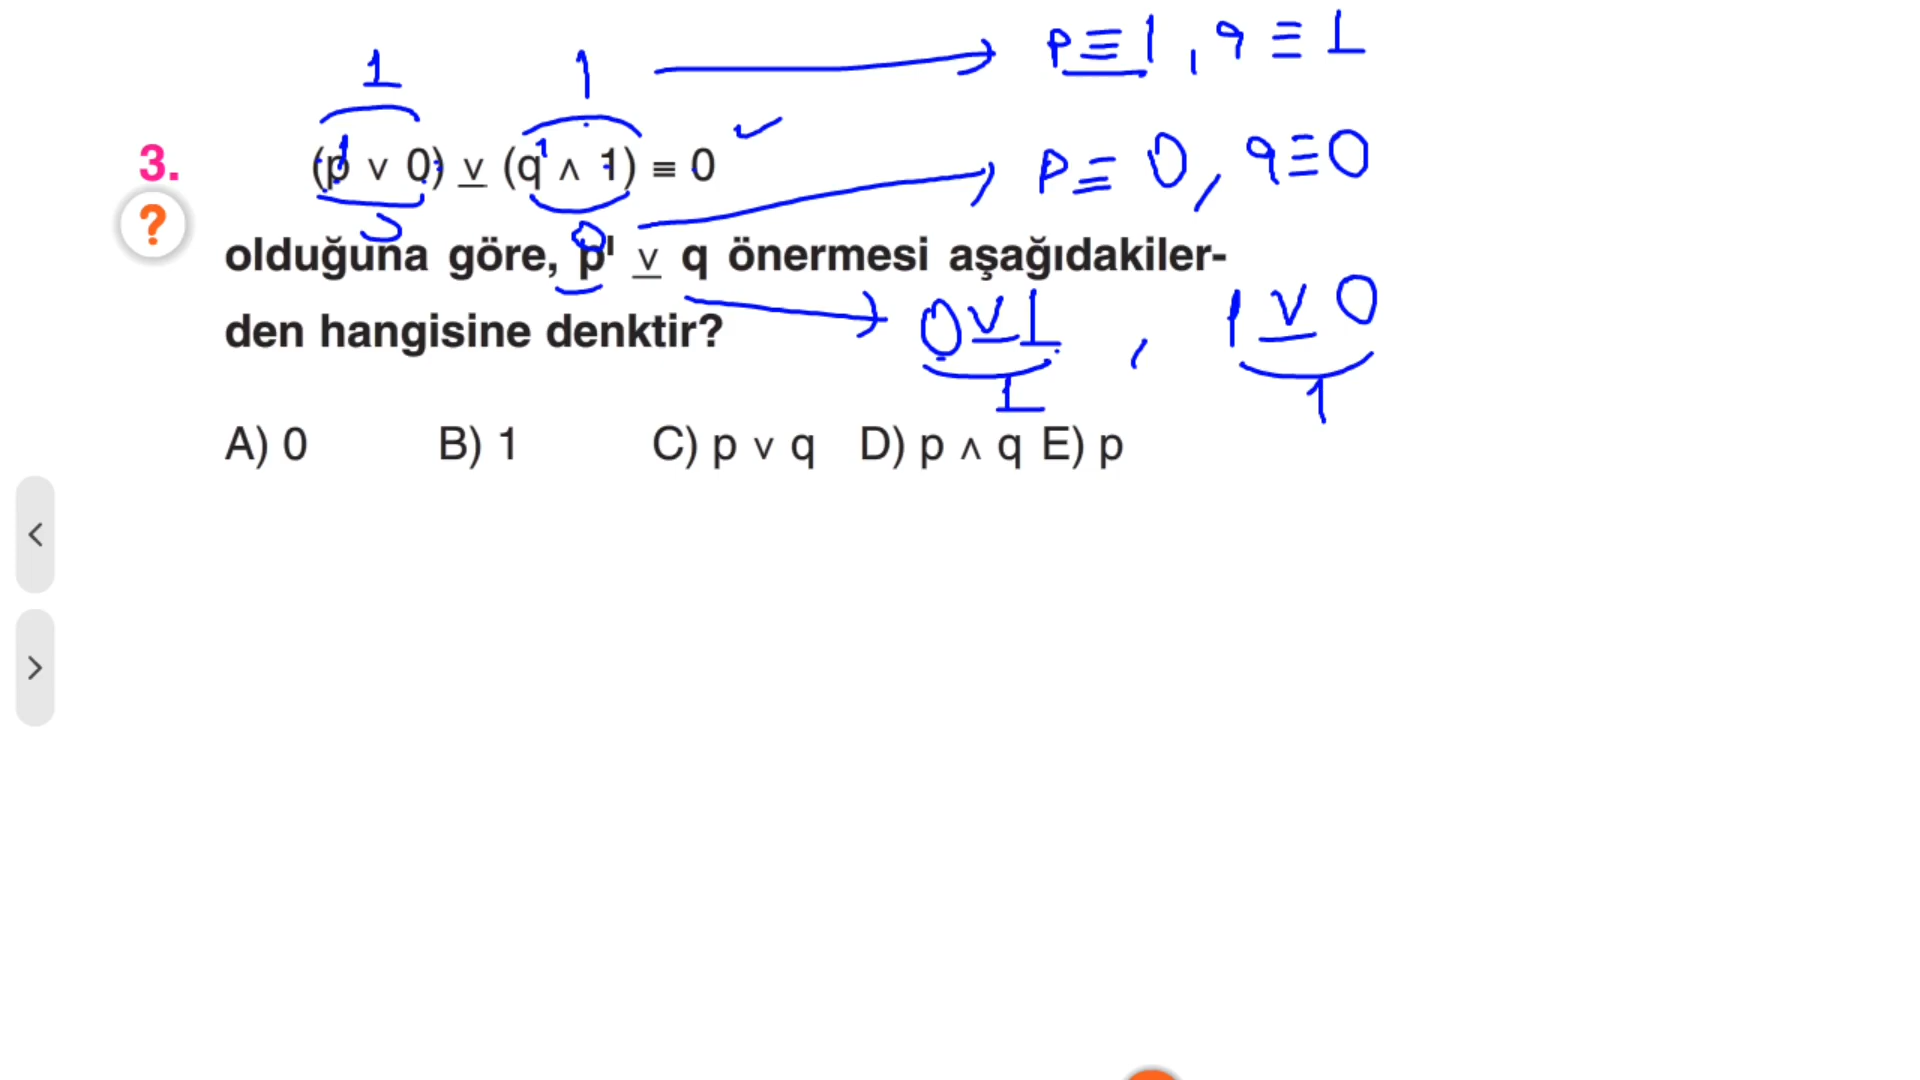 1 1 p≡1, q≡1
3. (p ∨ 0) ⊻ (q ∧ 1) ≡ 0
p≡0, q≡0
?
0
olduğuna göre, p' ⊻ q önermesi aşağıdakiler-
0⊻1, 1⊻0
den hangisine denktir?
1 1
A) 0 B) 1 C) p ∨ q D) p ∧ q E) p
<
>